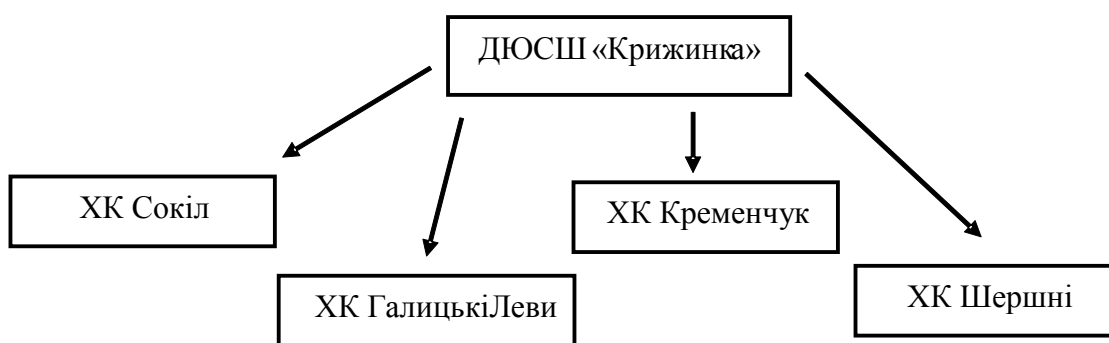 ДЮСШ «Крижинка»
ХК Сокіл
ХК Кременчук
ХК ГалицькіЛеви
ХК Шершні